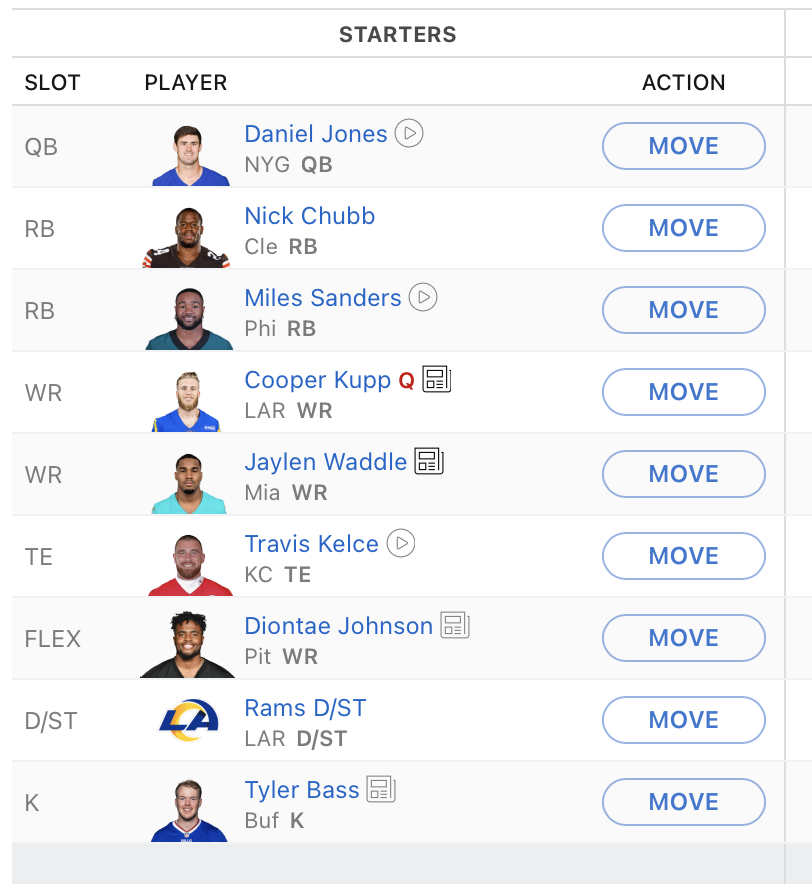 STARTERS
SLOT PLAYER ACTION
QB Daniel Jones MOVE
NYG QB
RB Nick Chubb MOVE
Cle RB
RB Miles Sanders MOVE
Phi RB
WR Cooper Kupp Q MOVE
LAR WR
WR Jaylen Waddle MOVE
Mia WR
TE Travis Kelce MOVE
KC TE
FLEX Diontae Johnson MOVE
Pit WR
D/ST Rams D/ST MOVE
LAR D/ST
K Tyler Bass MOVE
Buf K